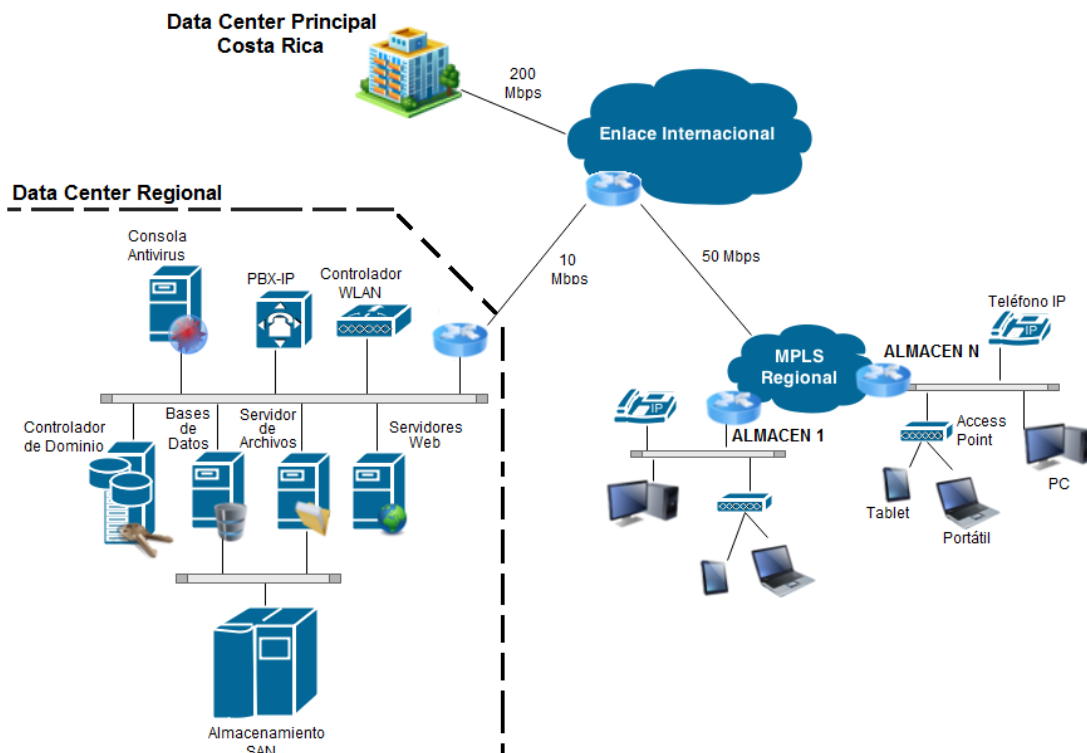 Data Center Principal
Costa Rica
200
Mbps
Enlace Internacional
Data Center Regional
Consola
Antivirus
PBX-IP
Controlador
WLAN
10
Mbps
50 Mbps
Teléfono IP
IP
MPLS
Regional
ALMACEN N
IP
ALMACEN 1
Access
Point
PC
Tablet
Portátil
Controlador
de Dominio
Bases
de
Datos
Servidor
de
Archivos
Servidores
Web
Almacenamiento
SAN